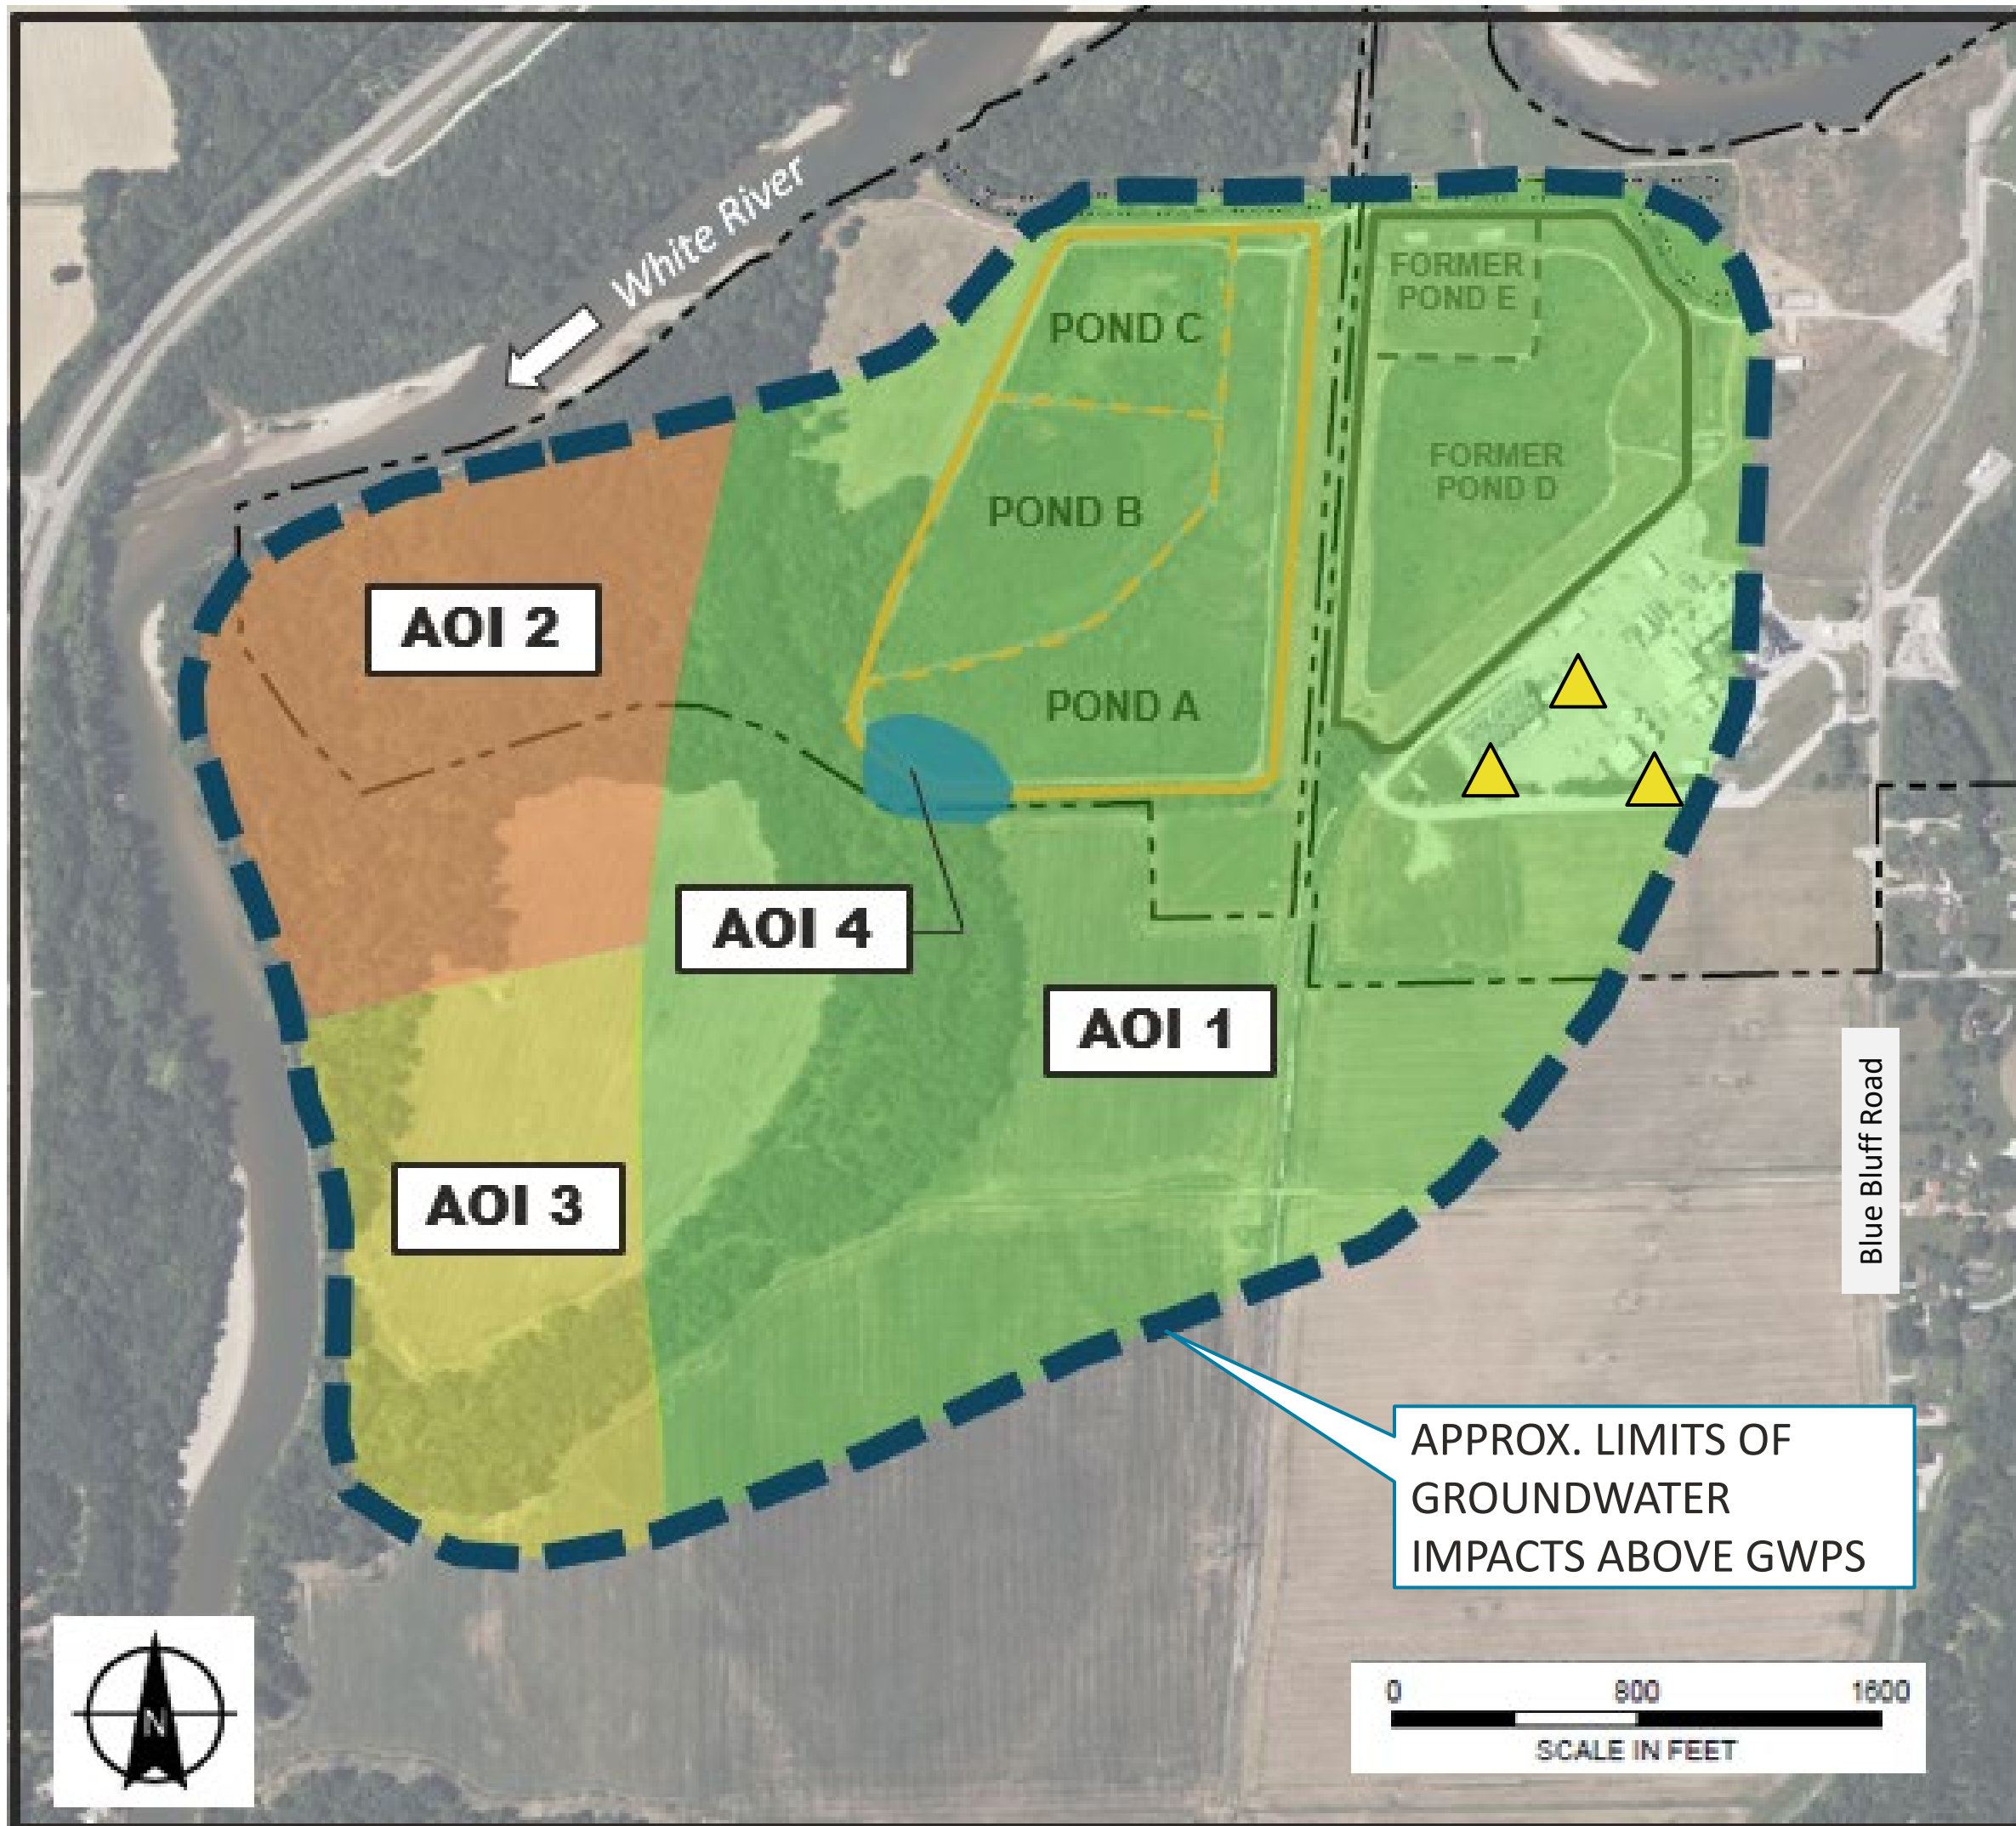 White River
FORMER
POND E
POND C
FORMER
POND D
POND B
AOI 2
POND A
AOI 4
AOI 1
Blue Bluff Road
AOI 3
APPROX. LIMITS OF
GROUNDWATER
IMPACTS ABOVE GWPS
N
0 800 1600
SCALE IN FEET